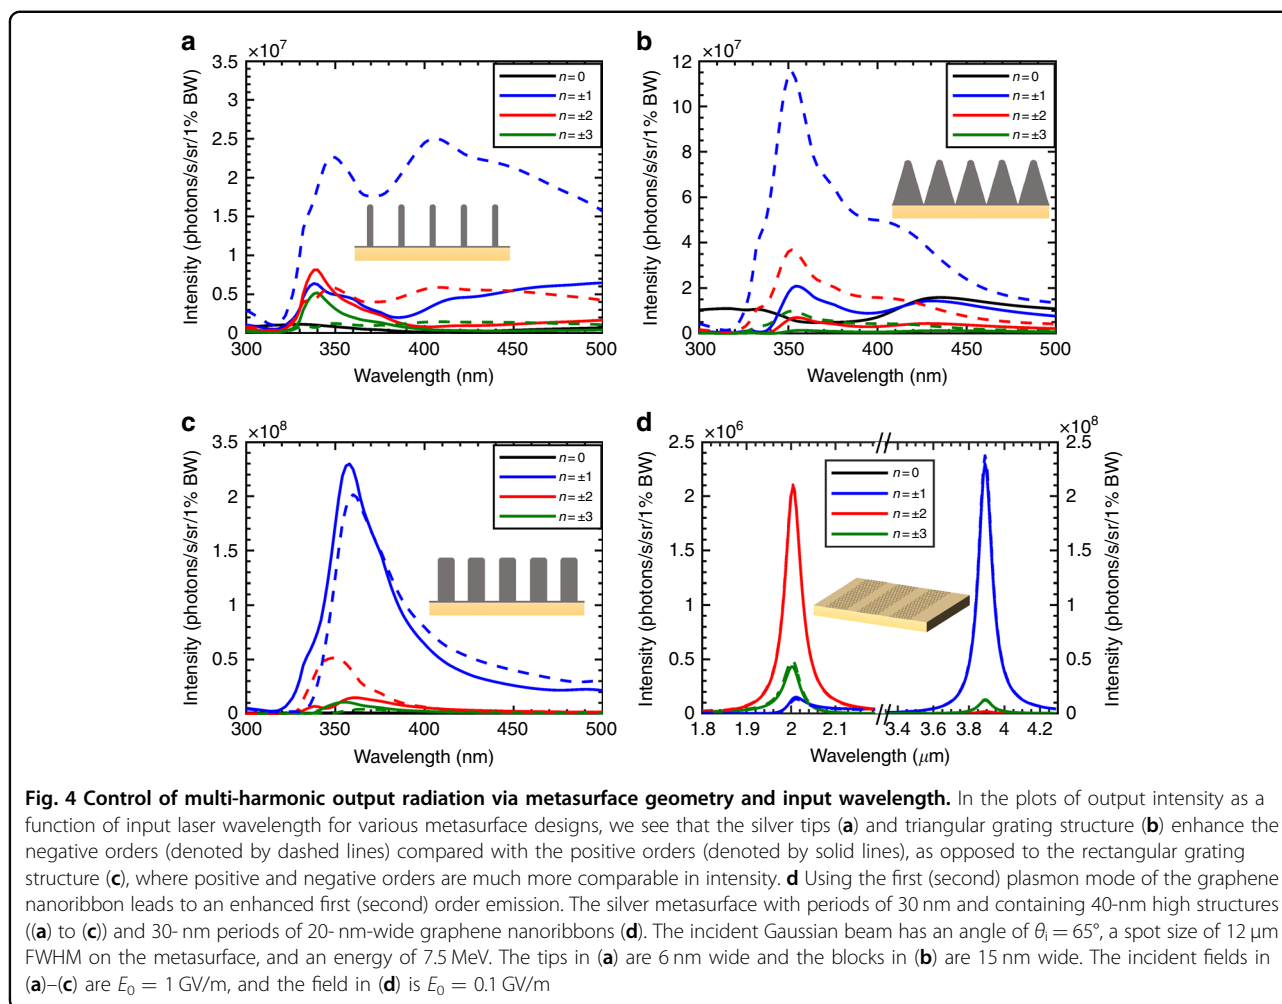 a
×10⁷
Intensity (photons/s/sr/1% BW)
3.5
3
2.5
2
1.5
1
0.5
0
n = 0
n = ±1
n = ±2
n = ±3
300
350
400
450
500
Wavelength (nm)
b
×10⁷
Intensity (photons/s/sr/1% BW)
12
10
8
6
4
2
0
n = 0
n = ±1
n = ±2
n = ±3
300
350
400
450
500
Wavelength (nm)
c
×10⁸
Intensity (photons/s/sr/1% BW)
3.5
3
2.5
2
1.5
1
0.5
0
n = 0
n = ±1
n = ±2
n = ±3
300
350
400
450
500
Wavelength (nm)
d
×10⁶
Intensity (photons/s/sr/1% BW)
2.5
2
1.5
1
0.5
0
n = 0
n = ±1
n = ±2
n = ±3
×10⁸
2.5
2
1.5
1
0.5
0
Intensity (photons/s/sr/1% BW)
1.8
1.9
2
2.1
3.4
3.6
3.8
4
4.2
Wavelength (μm)
Fig. 4 Control of multi-harmonic output radiation via metasurface geometry and input wavelength. In the plots of output intensity as a
function of input laser wavelength for various metasurface designs, we see that the silver tips (a) and triangular grating structure (b) enhance the
negative orders (denoted by dashed lines) compared with the positive orders (denoted by solid lines), as opposed to the rectangular grating
structure (c), where positive and negative orders are much more comparable in intensity. d Using the first (second) plasmon mode of the graphene
nanoribbon leads to an enhanced first (second) order emission. The silver metasurface with periods of 30 nm and containing 40-nm high structures
((a) to (c)) and 30- nm periods of 20- nm-wide graphene nanoribbons (d). The incident Gaussian beam has an angle of θi = 65°, a spot size of 12 μm
FWHM on the metasurface, and an energy of 7.5 MeV. The tips in (a) are 6 nm wide and the blocks in (b) are 15 nm wide. The incident fields in
(a)–(c) are E0 = 1 GV/m, and the field in (d) is E0 = 0.1 GV/m